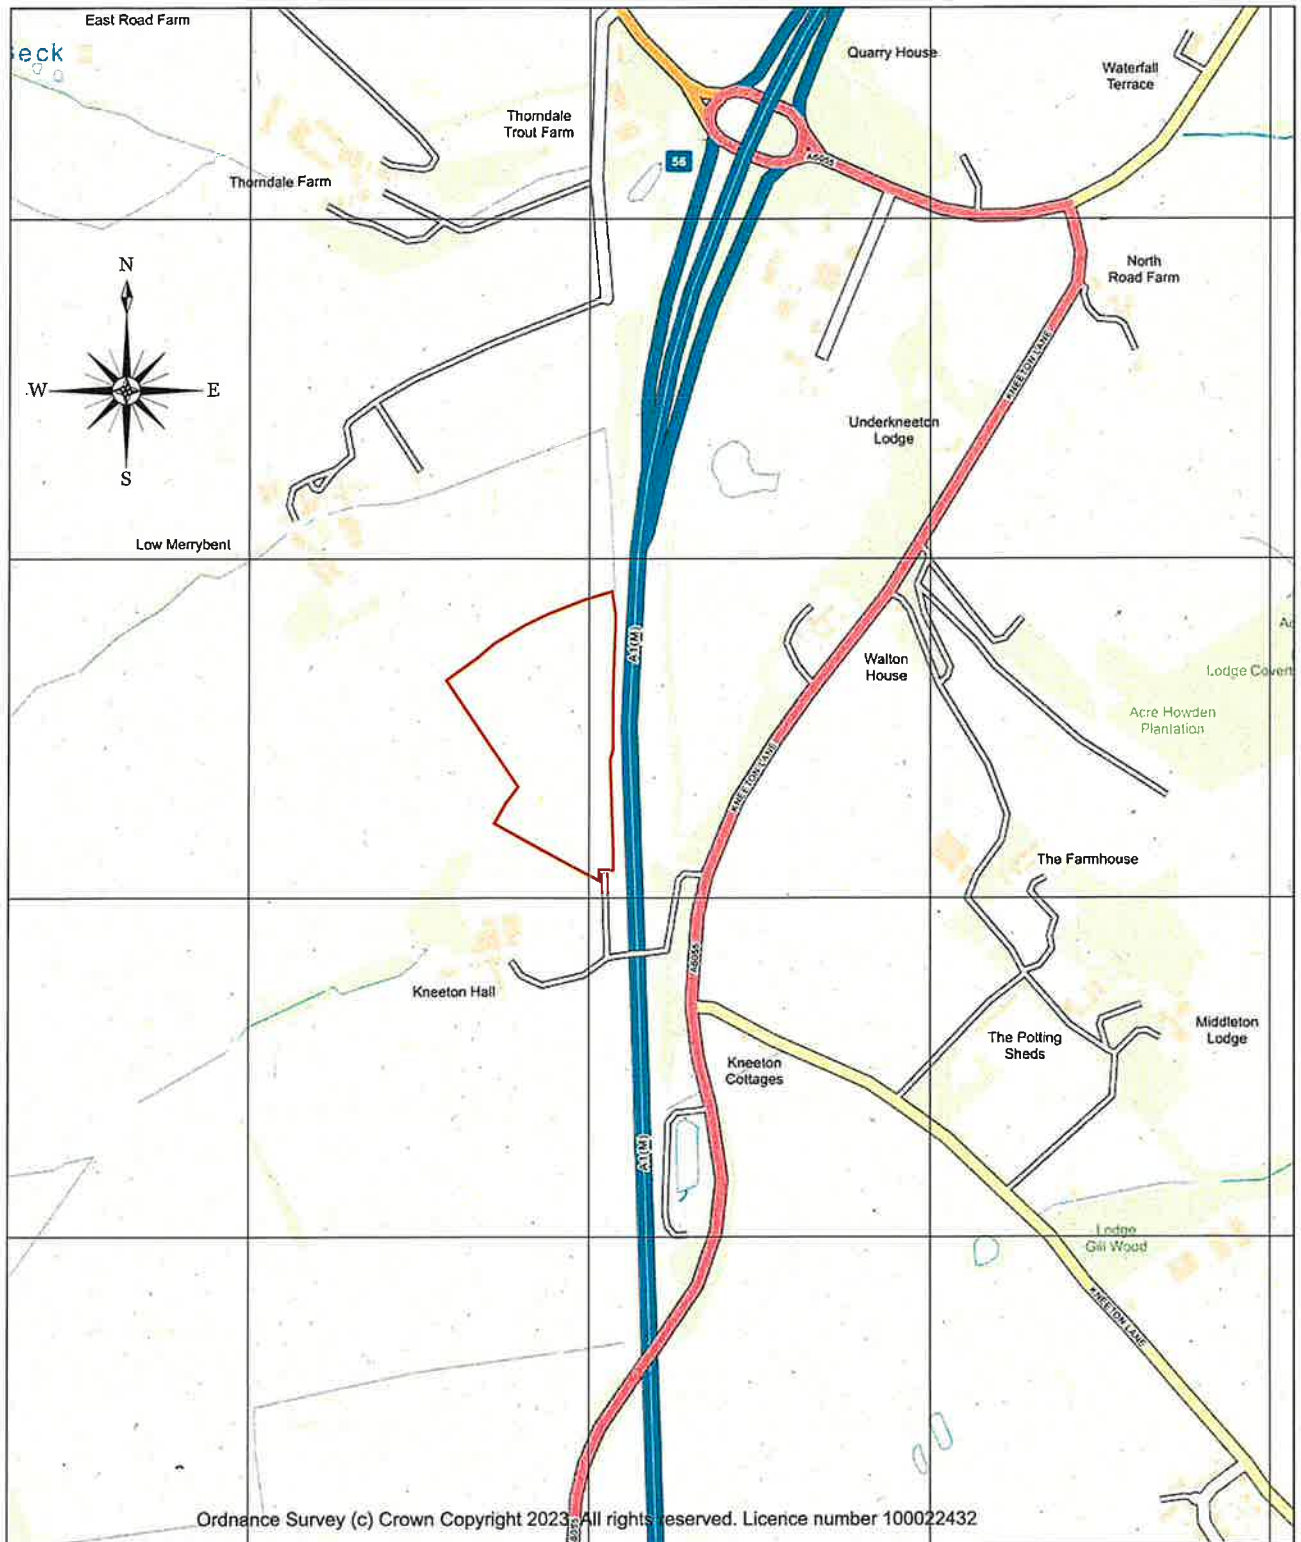 East Road Farm
eck
Quarry House
Waterfall
Terrace
Thorndale
Trout Farm
56
A6055
Thorndale Farm
N
North
Road Farm
W
E
KNEETON LANE
Underkneeton
Lodge
S
Low Merrybent
A1(M)
Walton
House
Lodge Covert
Acre Howden
Plantation
KNEETON LANE
The Farmhouse
A6055
Kneeton Hall
The Potting
Sheds
Middleton
Lodge
Kneeton
Cottages
A1(M)
Lodge
Gill Wood
KNEETON LANE
Ordnance Survey (c) Crown Copyright 2023. All rights reserved. Licence number 100022432